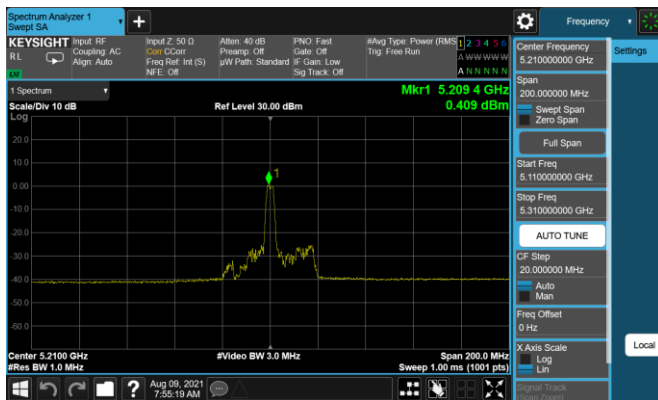 Spectrum Analyzer 1
Swept SA
Frequency
KEYSIGHT
Input: RF
Input Z: 50 Ω
Atten: 40 dB
PNO: Fast
#Avg Type: Power (RMS
1 2 3 4 5 6
R L
Coupling: AC
Corr CCorr
Preamp: Off
Gate: Off
Trig: Free Run
A W W W W W
Align: Auto
Freq Ref: Int (S)
µW Path: Standard
IF Gain: Low
NFE: Off
Sig Track: Off
A N N N N N
1 Spectrum
Mkr1 5.209 4 GHz
Scale/Div 10 dB
Ref Level 30.00 dBm
0.409 dBm
Log
20.0
10.0
0.00
-10.0
-20.0
-30.0
-40.0
-50.0
-60.0
1
Center 5.2100 GHz
#Video BW 3.0 MHz
Span 200.0 MHz
#Res BW 1.0 MHz
Sweep 1.00 ms (1001 pts)
Aug 09, 2021
7:55:19 AM
?
Center Frequency
5.210000000 GHz
Span
200.000000 MHz
Swept Span
Zero Span
Full Span
Start Freq
5.110000000 GHz
Stop Freq
5.310000000 GHz
AUTO TUNE
CF Step
20.000000 MHz
Auto
Man
Freq Offset
0 Hz
X Axis Scale
Log
Lin
Signal Track
(Span Zoom)
Settings
Local